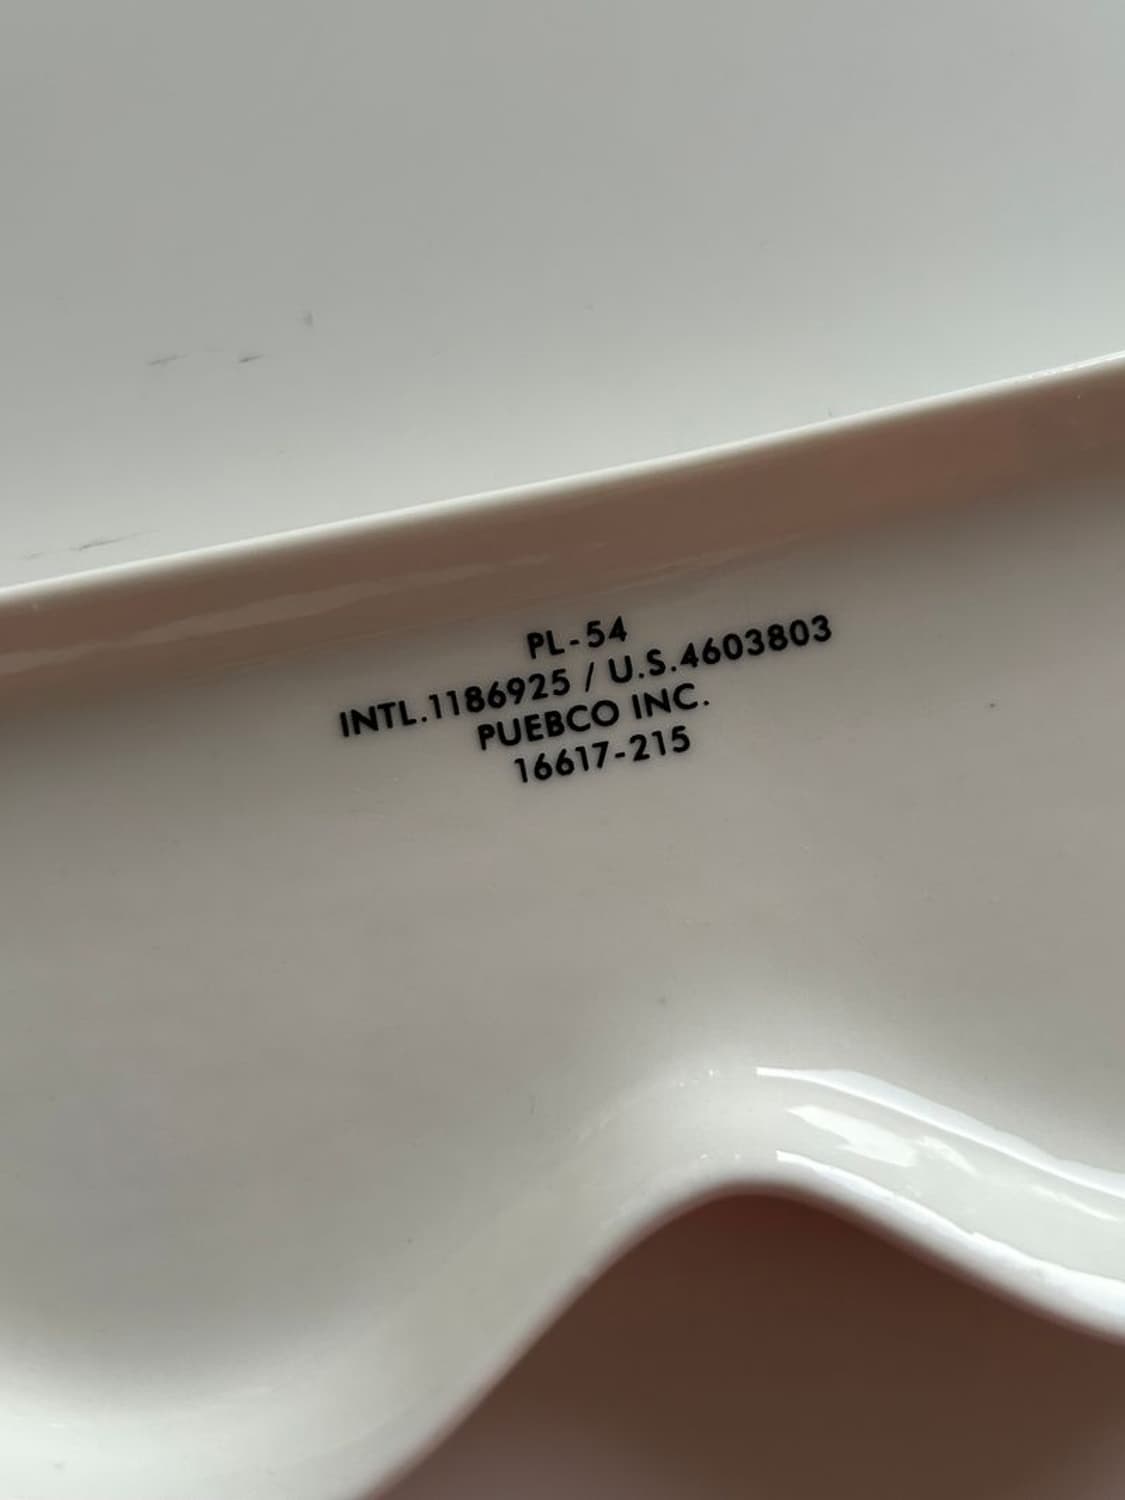 PL-54
INTL.1186925 / U.S.4603803
PUEBCO INC.
16617-215